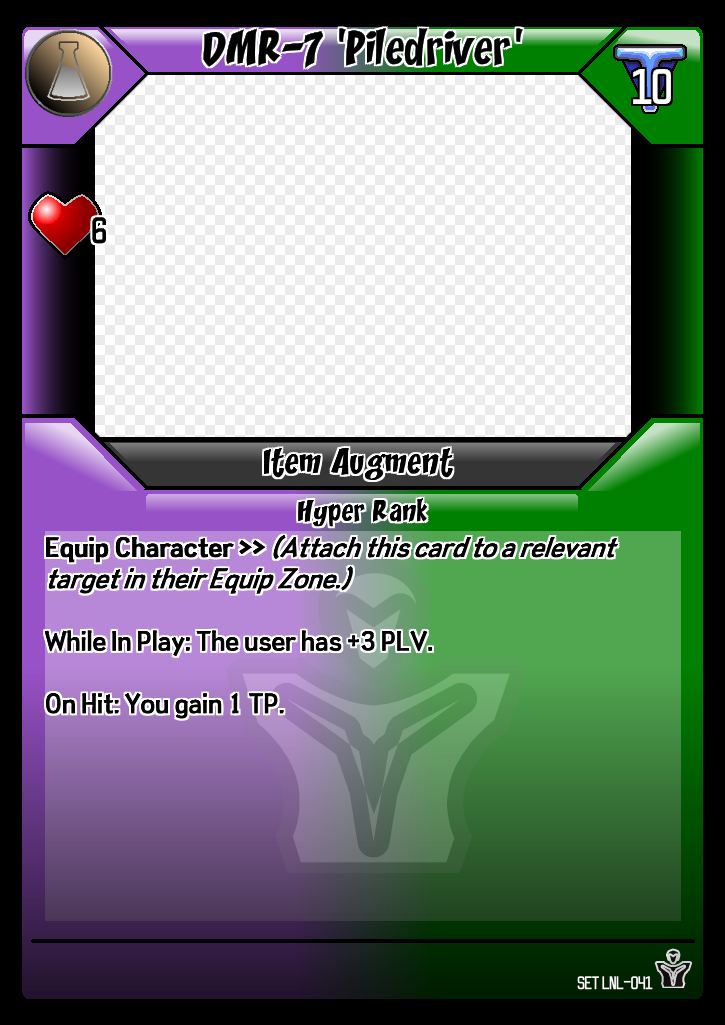 DMR-7 'Piledriver'
10
6
Item Augment
Hyper Rank
Equip Character >> (Attach this card to a relevant
target in their Equip Zone.)
While In Play: The user has +3 PLV.
On Hit: You gain 1 TP.
SET LNL-041